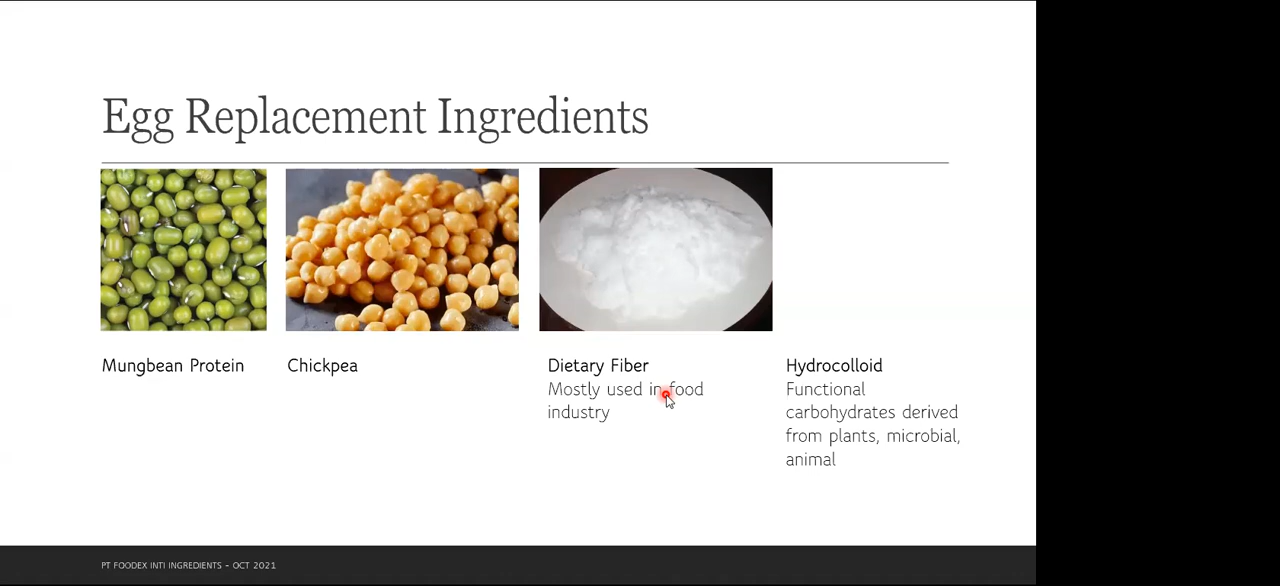 Egg Replacement Ingredients
Mungbean Protein
Chickpea
Dietary Fiber
Mostly used in food
industry
Hydrocolloid
Functional
carbohydrates derived
from plants, microbial,
animal
PT FOODEX INTI INGREDIENTS – OCT 2021